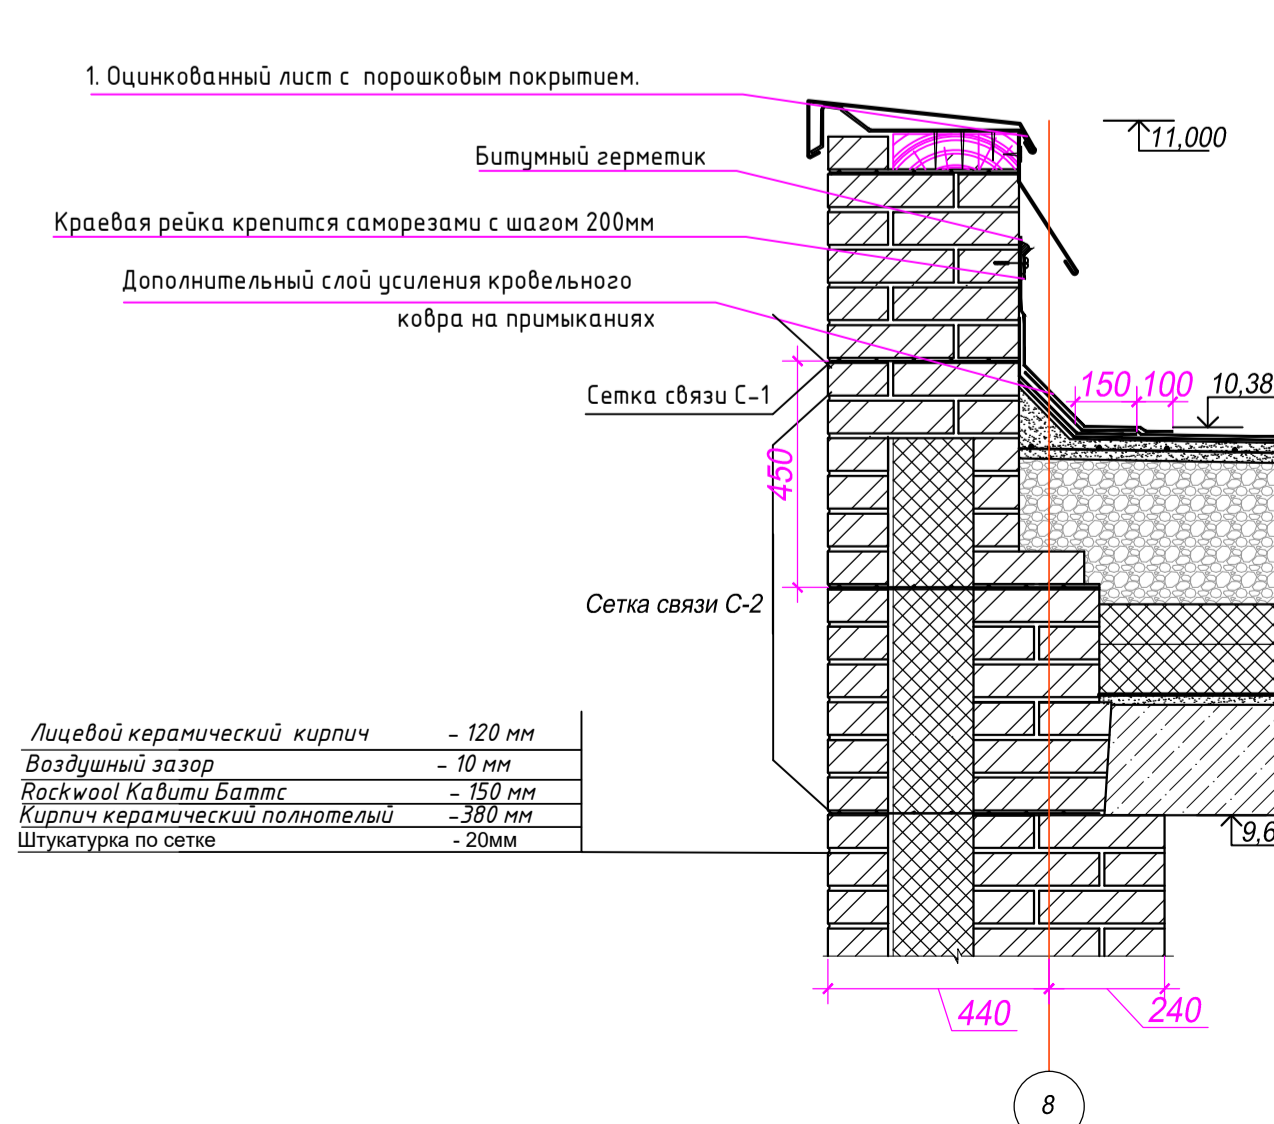 1. Оцинкованный лист с порошковым покрытием.
11,000
Битумный герметик
Краевая рейка крепится саморезами с шагом 200мм
Дополнительный слой усиления кровельного
ковра на примыканиях
150 100 10,38
Сетка связи С-1
450
Сетка связи С-2
Лицевой керамический кирпич - 120 мм
Воздушный зазор - 10 мм
Rockwool Кавити Баттс - 150 мм
Кирпич керамический полнотелый -380 мм
Штукатурка по сетке - 20мм
9,6
440 240
8